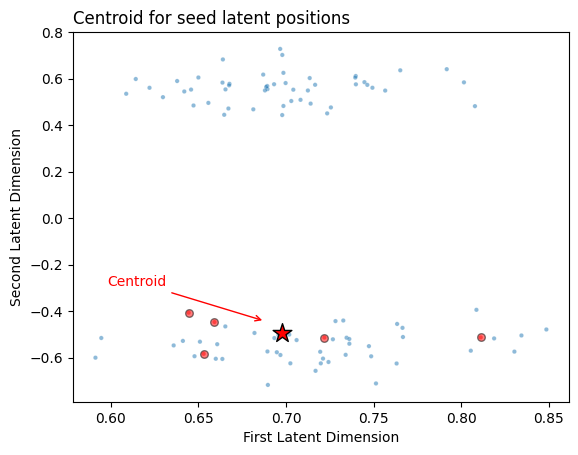 Centroid for seed latent positions
0.8
0.6
0.4
0.2
0.0
−0.2
−0.4
−0.6
Second Latent Dimension
Centroid
0.60 0.65 0.70 0.75 0.80 0.85
First Latent Dimension